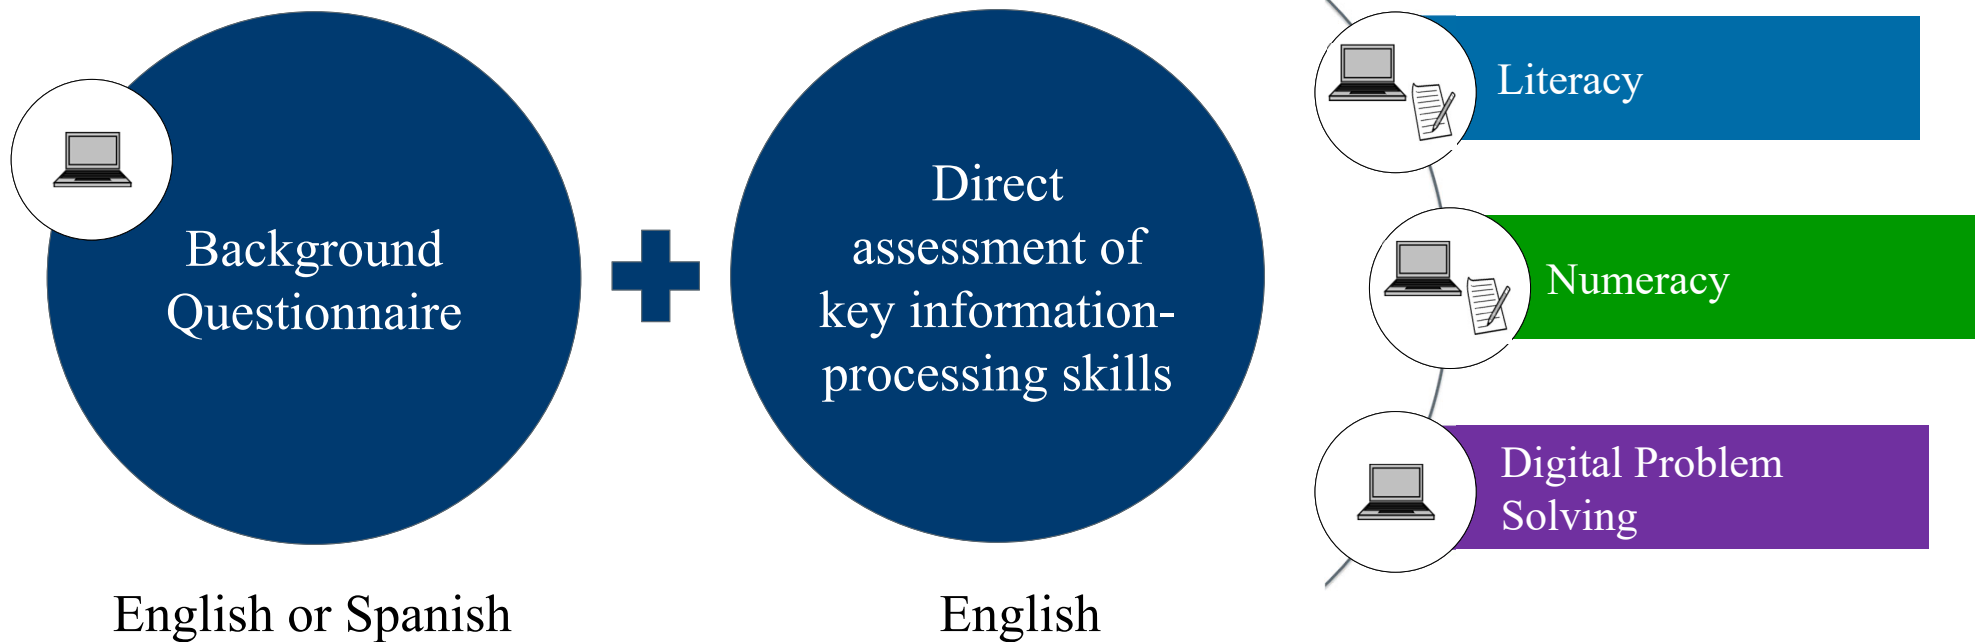 Background
Questionnaire
English or Spanish
Direct
assessment of
key information-
processing skills
English
Literacy
Numeracy
Digital Problem
Solving